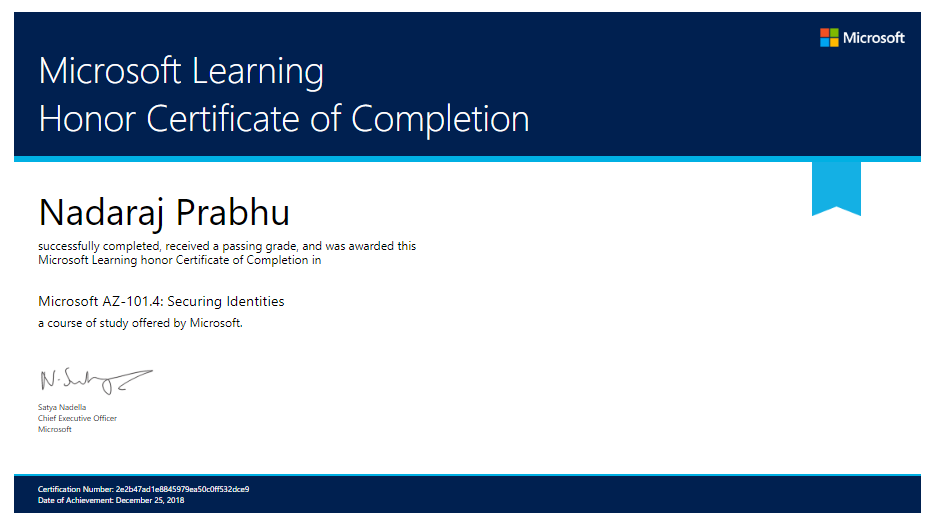 Microsoft
Microsoft Learning
Honor Certificate of Completion
Nadaraj Prabhu
successfully completed, received a passing grade, and was awarded this
Microsoft Learning honor Certificate of Completion in
Microsoft AZ-101.4: Securing Identities
a course of study offered by Microsoft.
Satya Nadella
Chief Executive Officer
Microsoft
Certification Number: 2e2b47ad1e8845979ea50c0ff532dce9
Date of Achievement: December 25, 2018